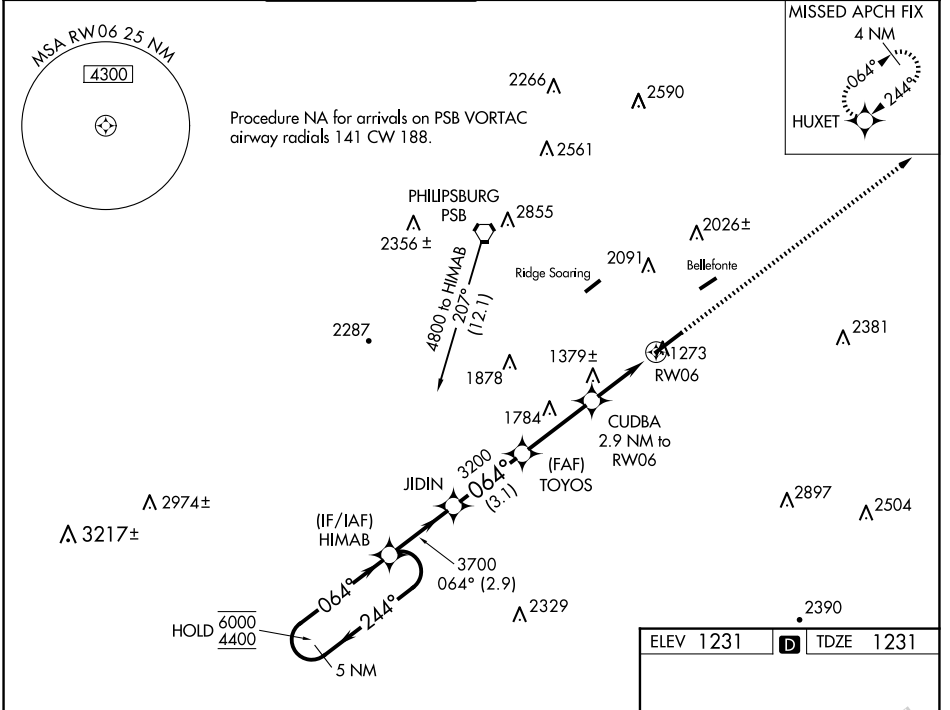 MSA RW06 25 NM
4300
Procedure NA for arrivals on PSB VORTAC
airway radials 141 CW 188.
MISSED APCH FIX
4 NM
064°
244°
HUXET
2266
2590
2561
PHILIPSBURG
PSB
2855
2356 ±
2026±
2091
Ridge Soaring
Bellefonte
4800 to HIMAB
207°
(12.1)
2287
2381
1878
1379±
1273
RW06
1784
CUDBA
2.9 NM to
RW06
(FAF)
TOYOS
JIDIN
3200
064°
(3.1)
2974±
3217±
2897
2504
(IF/IAF)
HIMAB
3700
064° (2.9)
064°
244°
HOLD 6000
4400
5 NM
2329
2390
ELEV 1231 D TDZE 1231